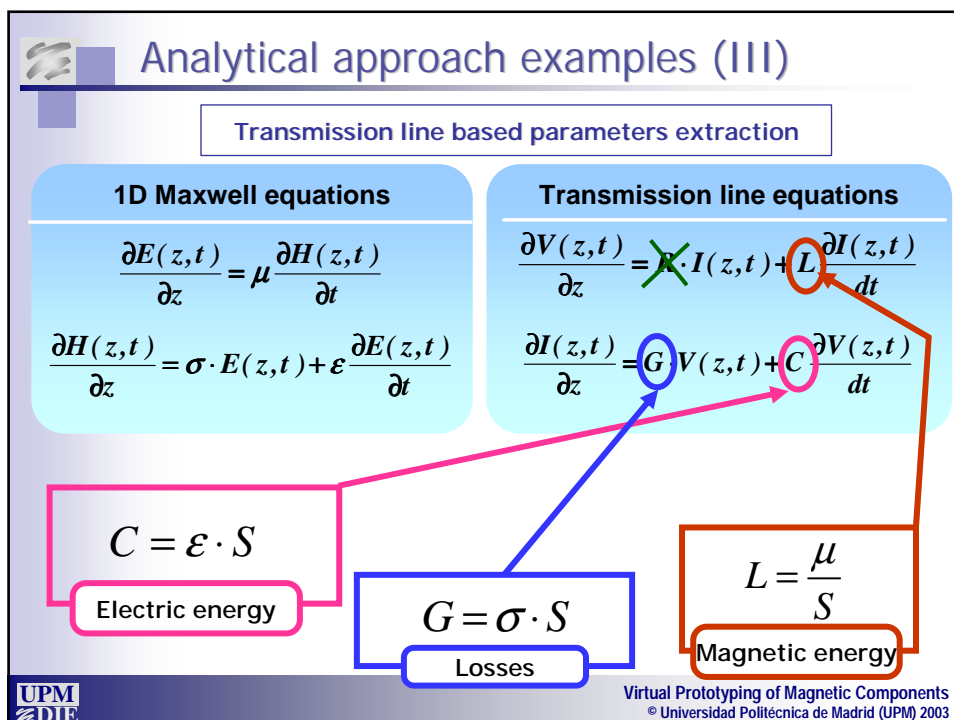 Analytical approach examples (III)
Transmission line based parameters extraction
1D Maxwell equations
∂E(z,t)/∂z = μ ∂H(z,t)/∂t
∂H(z,t)/∂z = σ · E(z,t) + ε ∂E(z,t)/∂t
Transmission line equations
∂V(z,t)/∂z = R · I(z,t) + L ∂I(z,t)/dt
∂I(z,t)/∂z = G · V(z,t) + C ∂V(z,t)/dt
C = ε · S
Electric energy
G = σ · S
Losses
L = μ/S
Magnetic energy
UPM
DIE
Virtual Prototyping of Magnetic Components
© Universidad Politécnica de Madrid (UPM) 2003